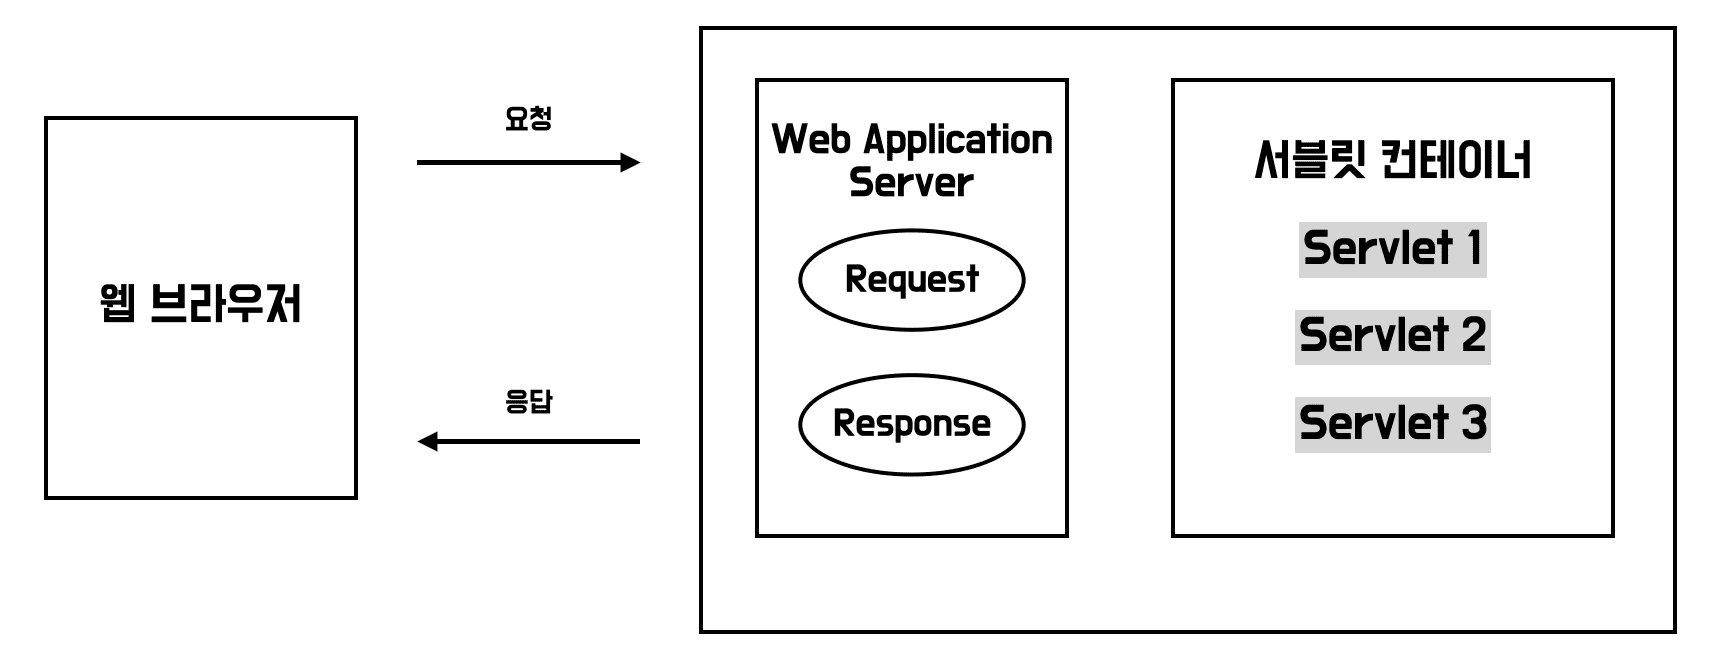 웹 브라우저
요청
응답
Web Application
Server
Request
Response
서블릿 컨테이너
Servlet 1
Servlet 2
Servlet 3